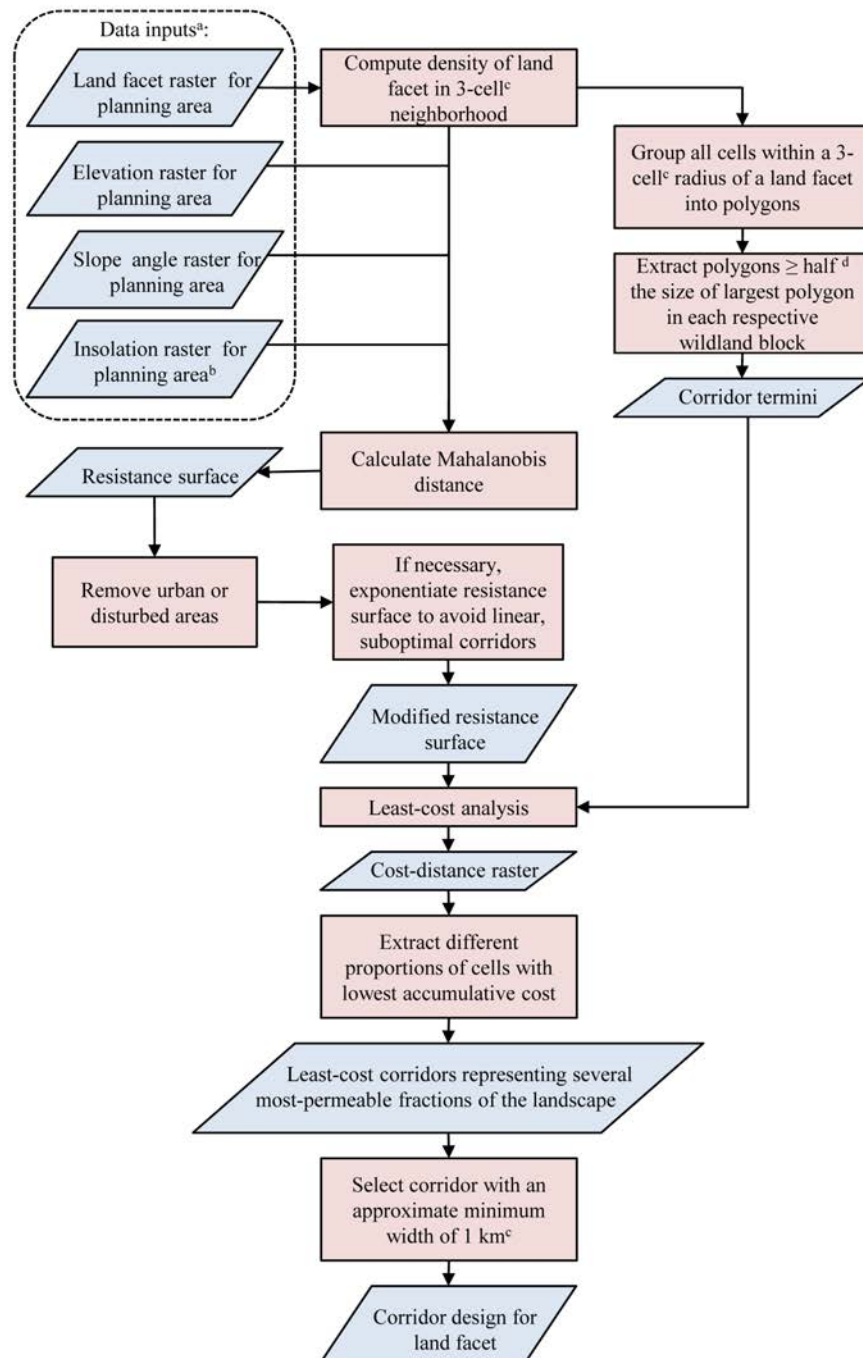 Data inputsᵃ:
Land facet raster for
planning area
Compute density of land
facet in 3-cellᶜ
neighborhood
Elevation raster for
planning area
Group all cells within a 3-
cellᶜ radius of a land facet
into polygons
Slope angle raster for
planning area
Extract polygons ≥ half ᵈ
the size of largest polygon
in each respective
wildland block
Insolation raster for
planning areaᵇ
Corridor termini
Calculate Mahalanobis
distance
Resistance surface
Remove urban or
disturbed areas
If necessary,
exponentiate resistance
surface to avoid linear,
suboptimal corridors
Modified resistance
surface
Least-cost analysis
Cost-distance raster
Extract different
proportions of cells with
lowest accumulative cost
Least-cost corridors representing several
most-permeable fractions of the landscape
Select corridor with an
approximate minimum
width of 1 kmᶜ
Corridor design for
land facet